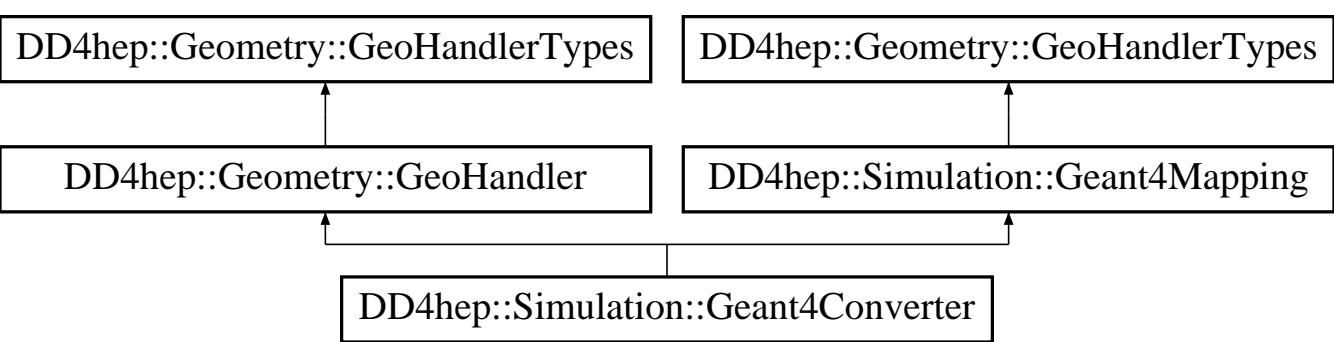 DD4hep::Geometry::GeoHandlerTypes
DD4hep::Geometry::GeoHandlerTypes
DD4hep::Geometry::GeoHandler
DD4hep::Simulation::Geant4Mapping
DD4hep::Simulation::Geant4Converter